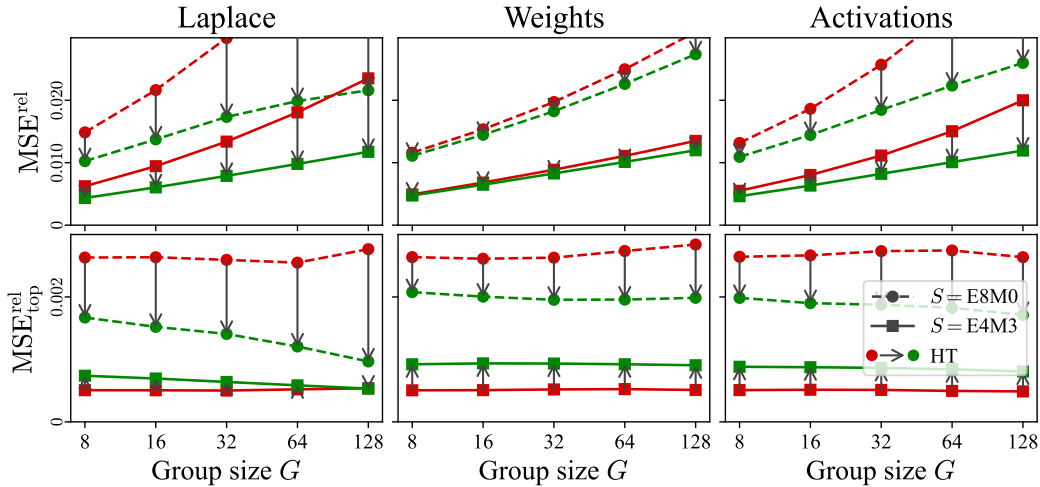 Laplace Weights Activations
MSE^rel
0.020
0.010
0
MSE^rel_top
0.002
0
S = E8M0
S = E4M3
HT
8 16 32 64 128
8 16 32 64 128
8 16 32 64 128
Group size G
Group size G
Group size G